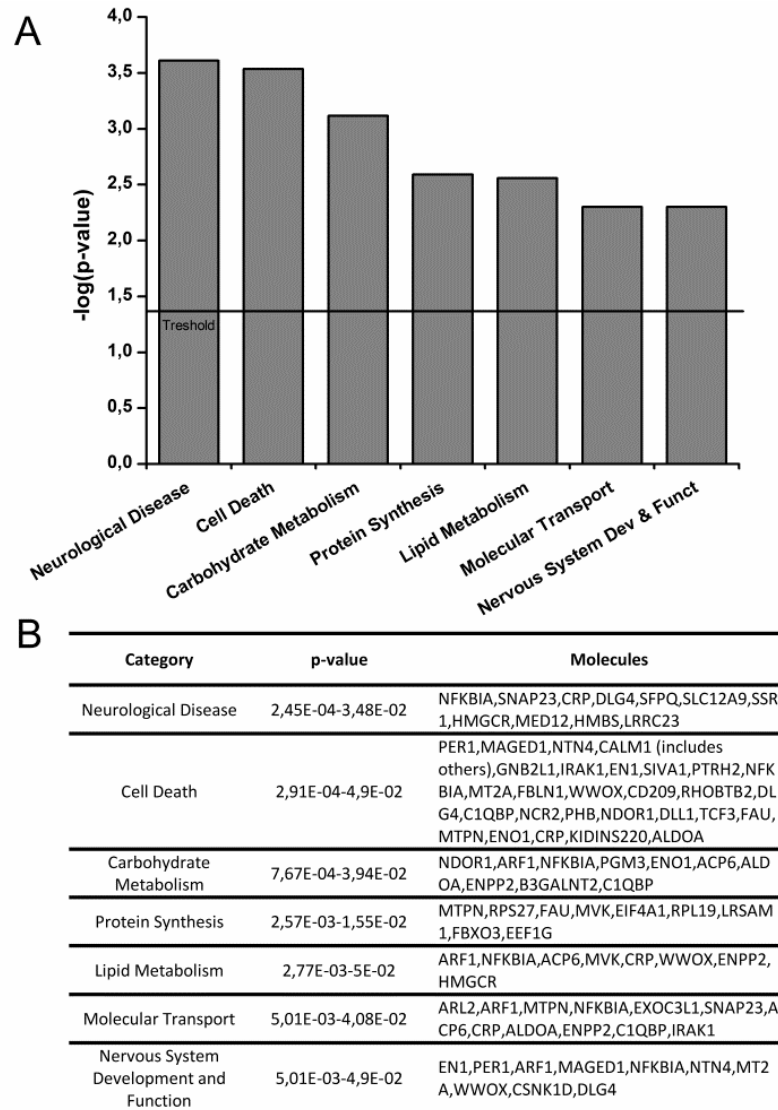 A
4,0
3,5
3,0
2,5
2,0
1,5
1,0
0,5
0,0
-log(p-value)
Treshold
Neurological Disease
Cell Death
Carbohydrate Metabolism
Protein Synthesis
Lipid Metabolism
Molecular Transport
Nervous System Dev & Funct
B
Category p-value Molecules
Neurological Disease 2,45E-04-3,48E-02 NFKBIA,SNAP23,CRP,DLG4,SFPQ,SLC12A9,SSR
1,HMGCR,MED12,HMBS,LRRC23
Cell Death 2,91E-04-4,9E-02 PER1,MAGED1,NTN4,CALM1 (includes
others),GNB2L1,IRAK1,EN1,SIVA1,PTRH2,NFK
BIA,MT2A,FBLN1,WWOX,CD209,RHOBTB2,DL
G4,C1QBP,NCR2,PHB,NDOR1,DLL1,TCF3,FAU,
MTPN,ENO1,CRP,KIDINS220,ALDOA
Carbohydrate
Metabolism 7,67E-04-3,94E-02 NDOR1,ARF1,NFKBIA,PGM3,ENO1,ACP6,ALD
OA,ENPP2,B3GALNT2,C1QBP
Protein Synthesis 2,57E-03-1,55E-02 MTPN,RPS27,FAU,MVK,EIF4A1,RPL19,LRSAM
1,FBXO3,EEF1G
Lipid Metabolism 2,77E-03-5E-02 ARF1,NFKBIA,ACP6,MVK,CRP,WWOX,ENPP2,
HMGCR
Molecular Transport 5,01E-03-4,08E-02 ARL2,ARF1,MTPN,NFKBIA,EXOC3L1,SNAP23,A
CP6,CRP,ALDOA,ENPP2,C1QBP,IRAK1
Nervous System
Development and
Function 5,01E-03-4,9E-02 EN1,PER1,ARF1,MAGED1,NFKBIA,NTN4,MT2
A,WWOX,CSNK1D,DLG4